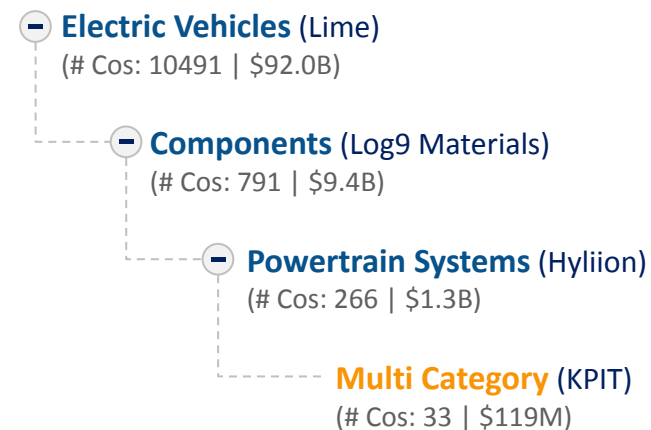 Electric Vehicles (Lime)
(# Cos: 10491 | $92.0B)
Components (Log9 Materials)
(# Cos: 791 | $9.4B)
Powertrain Systems (Hyliion)
(# Cos: 266 | $1.3B)
Multi Category (KPIT)
(# Cos: 33 | $119M)